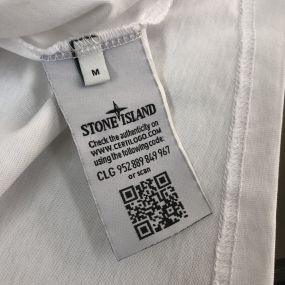 M
STONE ISLAND
Check the authenticity on
WWW.CERTILOGO.COM
using the following code:
CLG 952 889 849 967
or scan